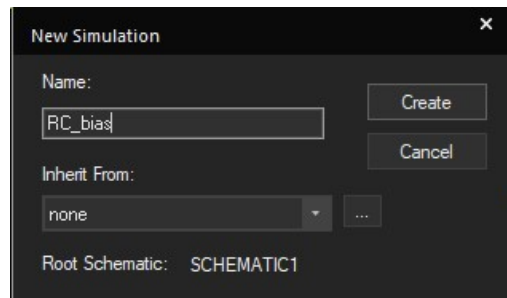 New Simulation
Name:
RC_bias
Create
Cancel
Inherit From:
none
...
Root Schematic: SCHEMATIC1